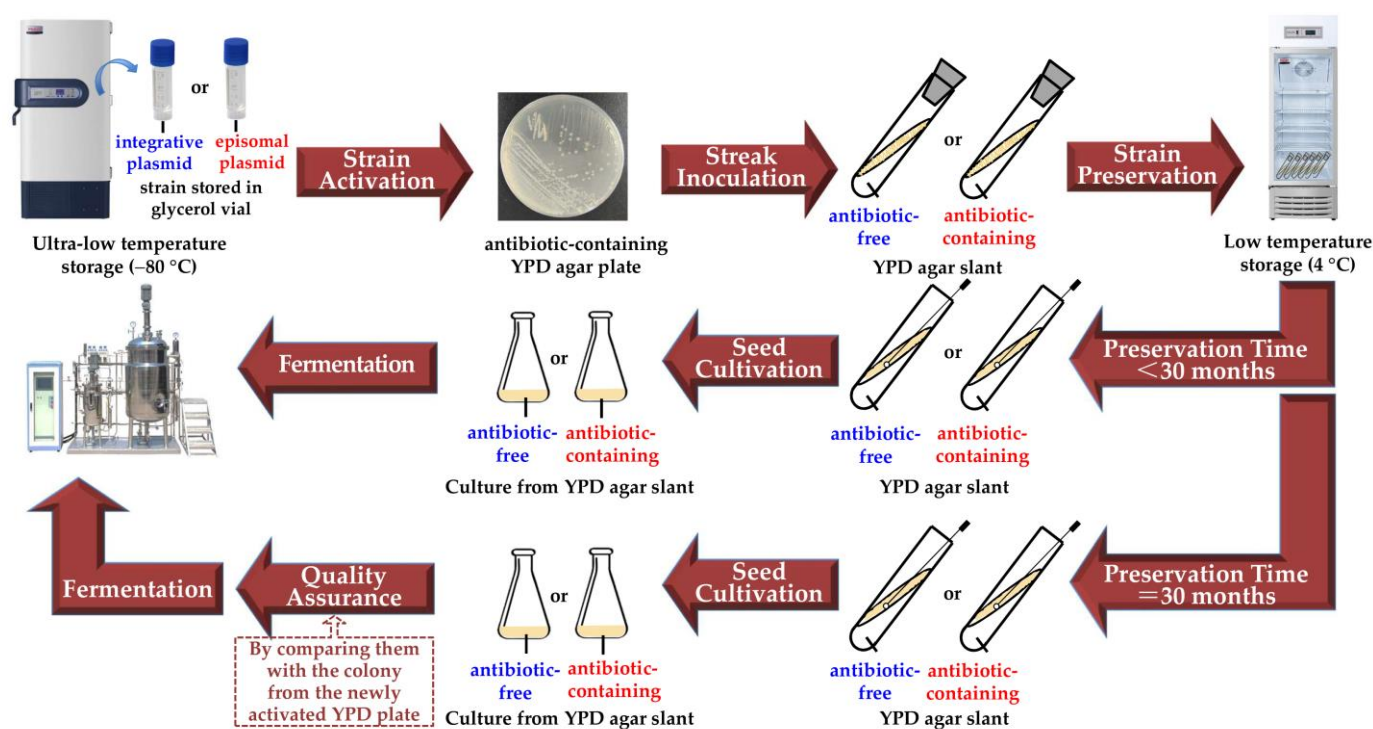 or
integrative
plasmid
episomal
plasmid
strain stored in
glycerol vial
Ultra-low temperature
storage (−80 °C)
Strain
Activation
antibiotic-containing
YPD agar plate
Streak
Inoculation
or
antibiotic-
free
antibiotic-
containing
YPD agar slant
Strain
Preservation
Low temperature
storage (4 °C)
Preservation Time
<30 months
or
antibiotic-
free
antibiotic-
containing
YPD agar slant
Seed
Cultivation
or
antibiotic-
free
antibiotic-
containing
Culture from YPD agar slant
Fermentation
Preservation Time
=30 months
or
antibiotic-
free
antibiotic-
containing
YPD agar slant
Seed
Cultivation
or
antibiotic-
free
antibiotic-
containing
Culture from YPD agar slant
Quality
Assurance
By comparing them
with the colony
from the newly
activated YPD plate
Fermentation